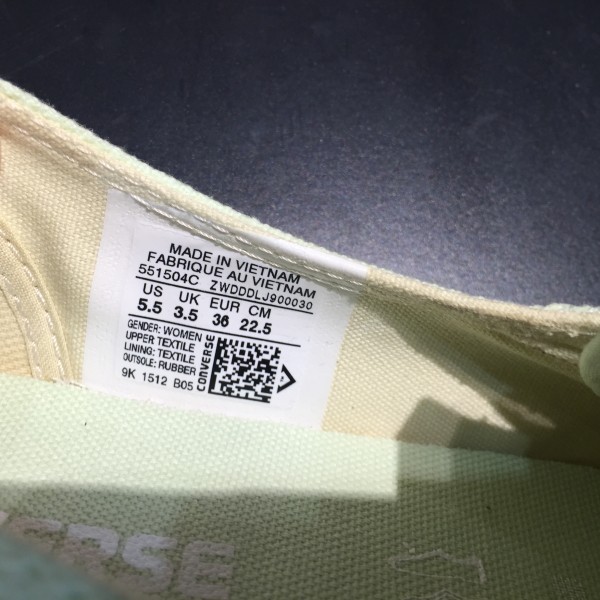 MADE IN VIETNAM
FABRIQUE AU VIETNAM
551504C ZWDDDLJ900030
US UK EUR CM
5.5 3.5 36 22.5
GENDER: WOMEN
UPPER: TEXTILE
LINING: TEXTILE
OUTSOLE: RUBBER
9K 1512 B05
CONVERSE
ERSE